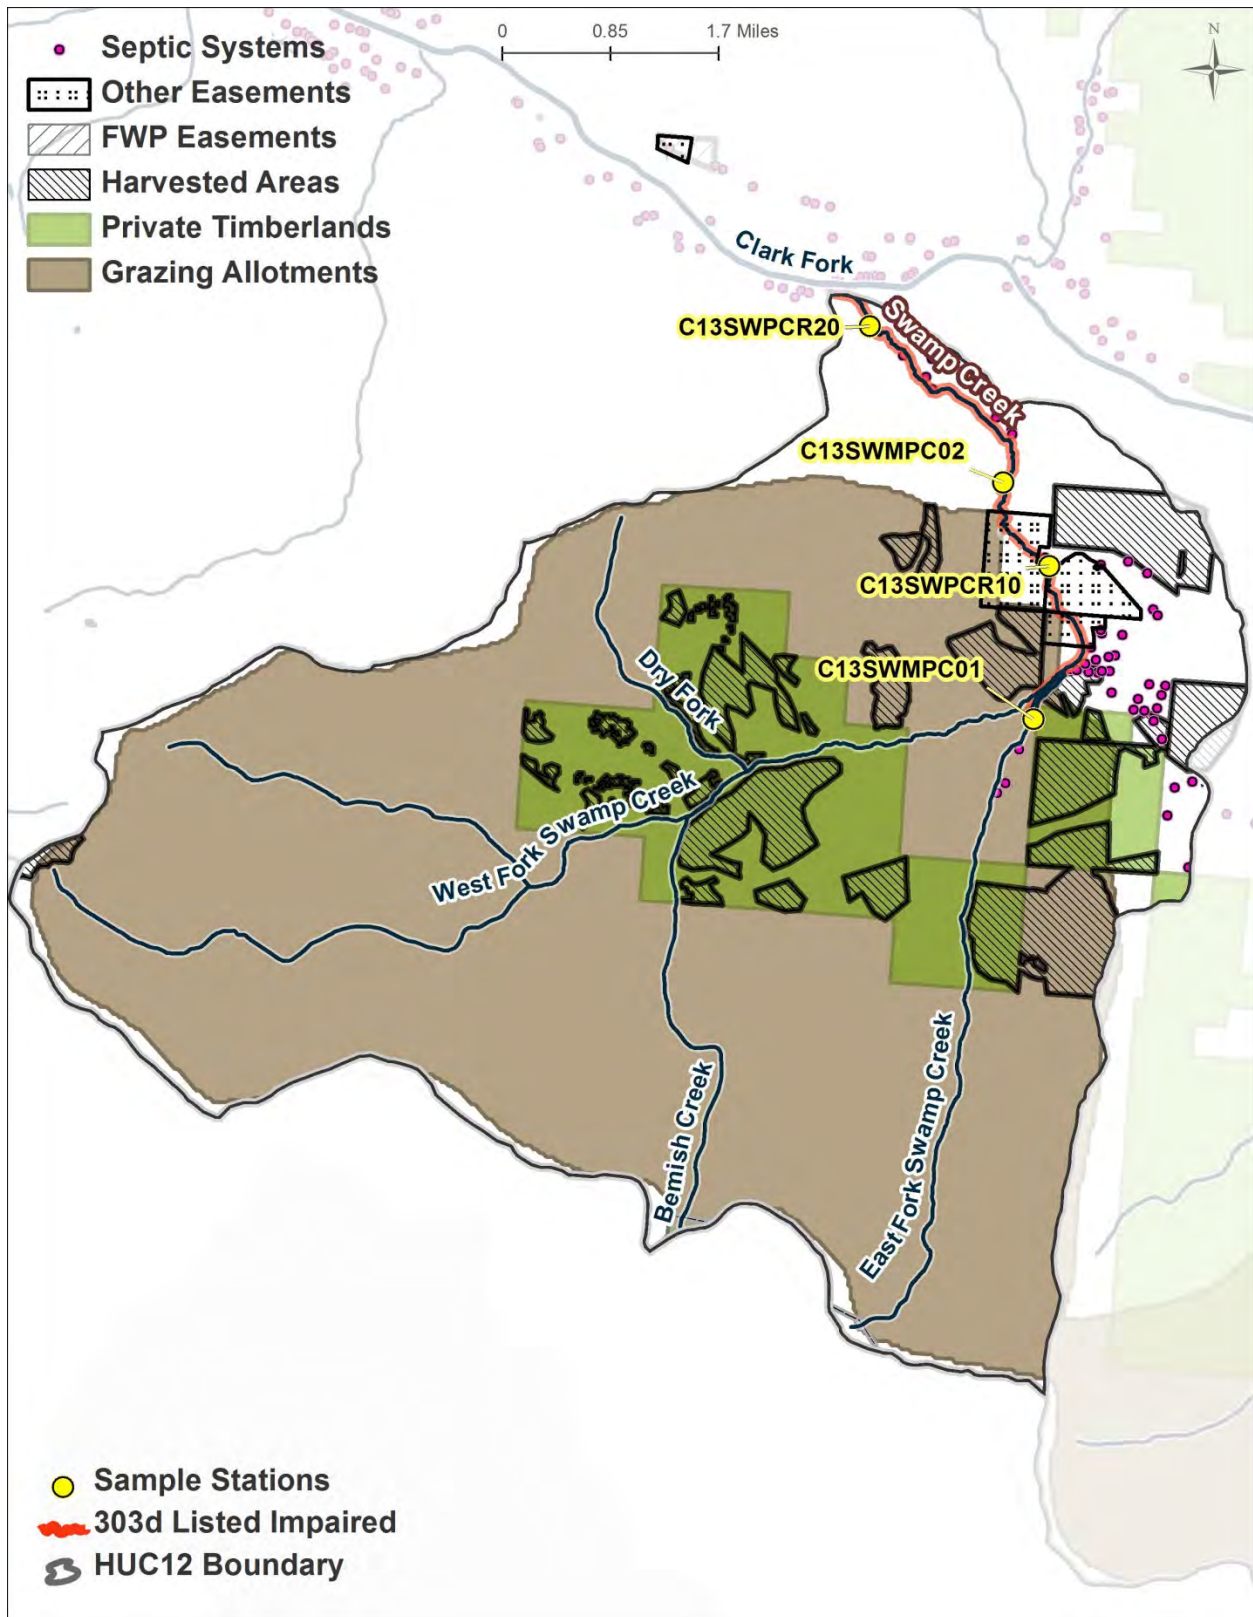 0 0.85 1.7 Miles
N
Septic Systems
Other Easements
FWP Easements
Harvested Areas
Private Timberlands
Grazing Allotments
Clark Fork
C13SWPCR20
Swamp Creek
C13SWMPC02
C13SWPCR10
C13SWMPC01
Dry Fork
West Fork Swamp Creek
Bemish Creek
East Fork Swamp Creek
Sample Stations
303d Listed Impaired
HUC12 Boundary